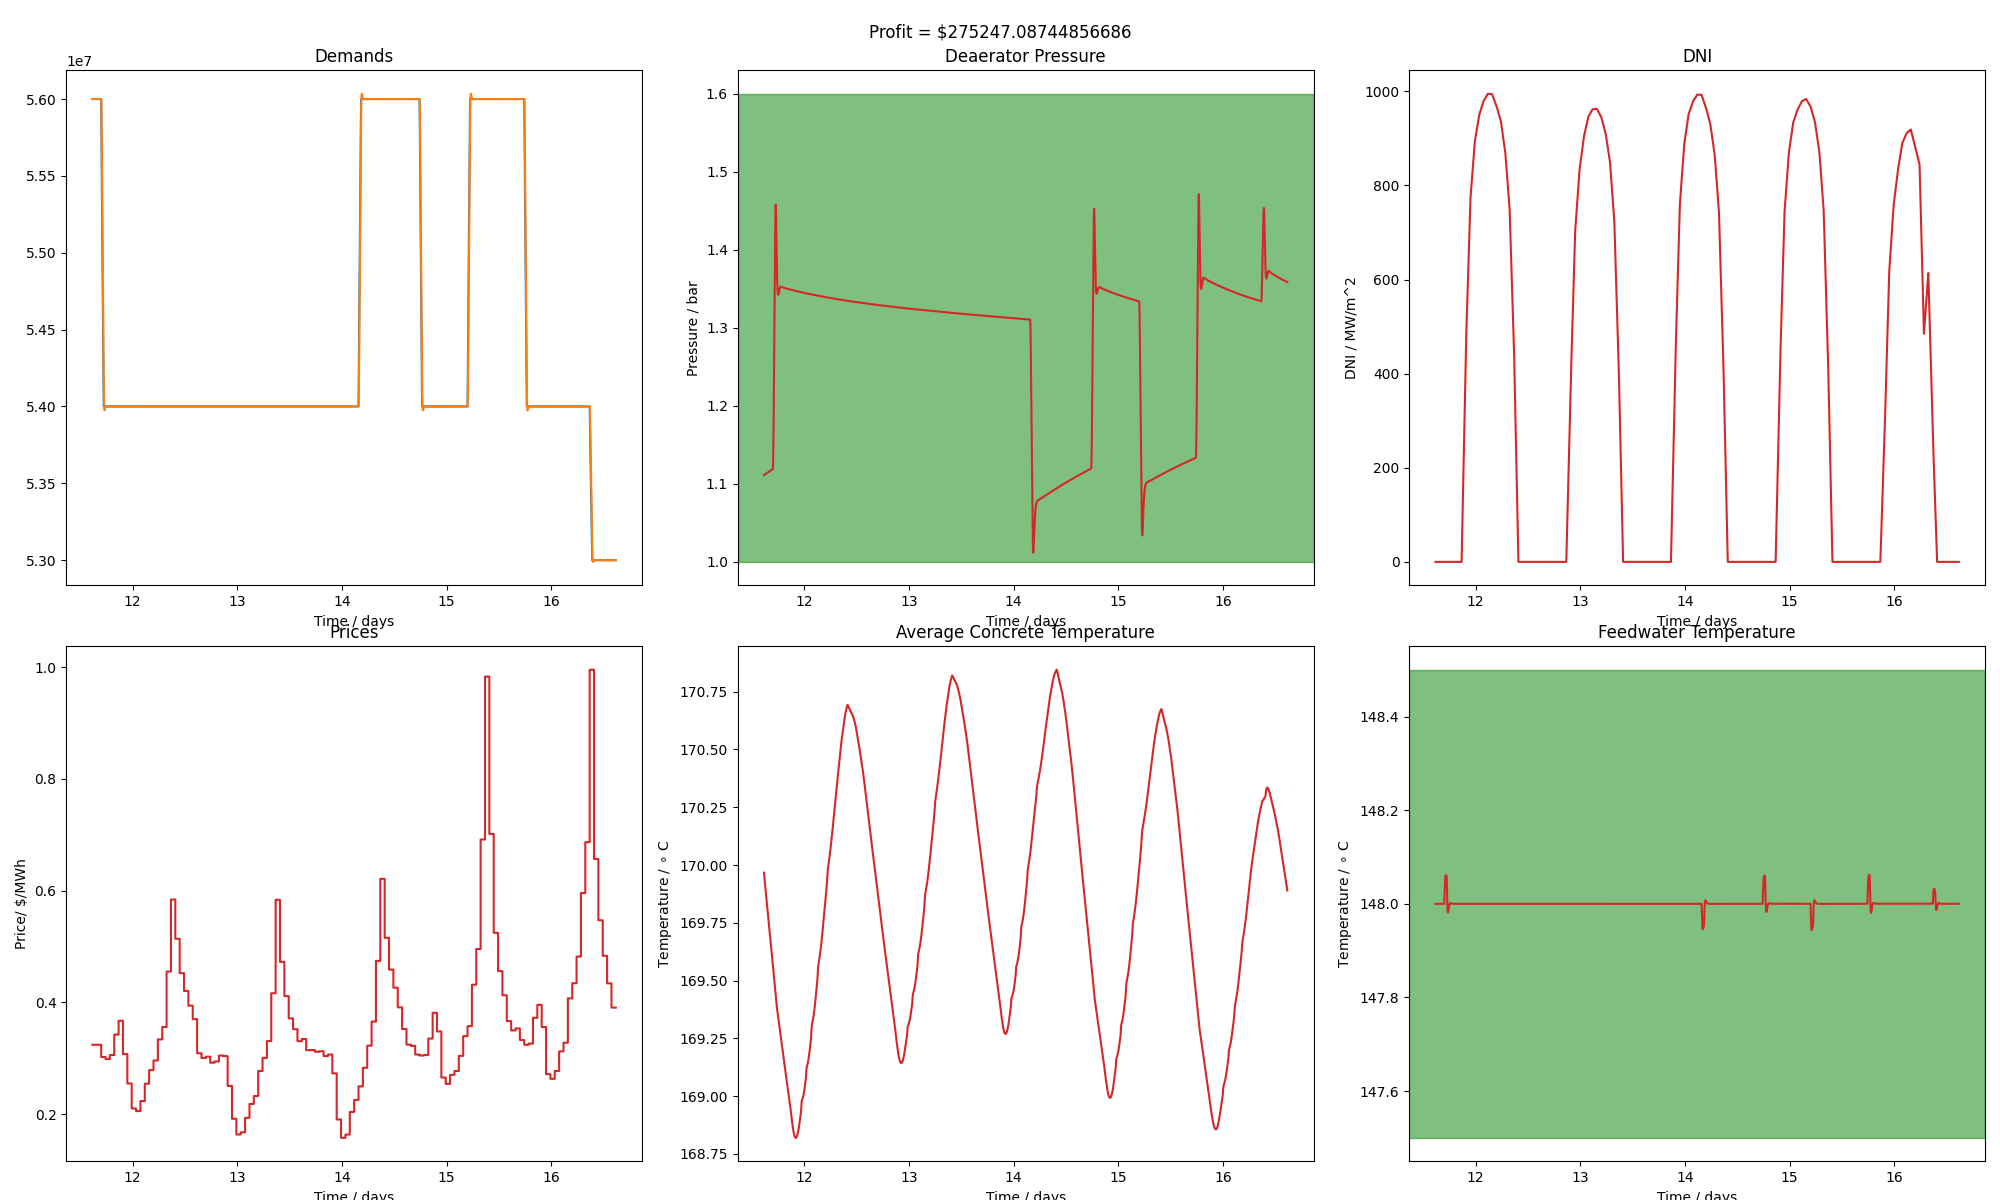 Profit = $275247.08744856686
Demands
1e7
5.60
5.55
5.50
5.45
5.40
5.35
5.30
12 13 14 15 16
Time / days
Deaerator Pressure
Pressure / bar
1.6
1.5
1.4
1.3
1.2
1.1
1.0
12 13 14 15 16
Time / days
DNI
DNI / MW/m^2
1000
800
600
400
200
0
12 13 14 15 16
Time / days
Prices
Price/ $/MWh
1.0
0.8
0.6
0.4
0.2
12 13 14 15 16
Time / days
Average Concrete Temperature
Temperature / ∘ C
170.75
170.50
170.25
170.00
169.75
169.50
169.25
169.00
168.75
12 13 14 15 16
Time / days
Feedwater Temperature
Temperature / ∘ C
148.4
148.2
148.0
147.8
147.6
12 13 14 15 16
Time / days